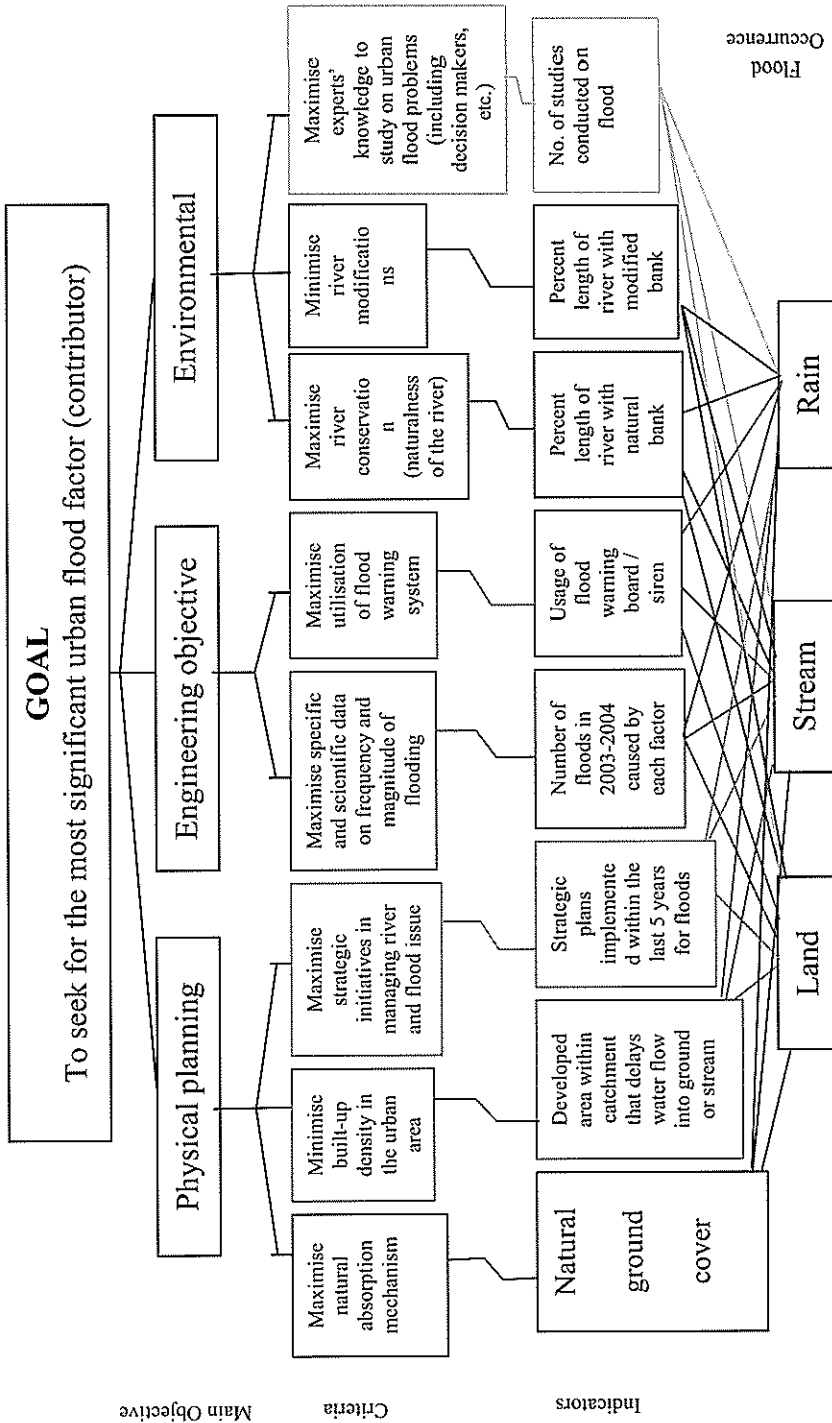 GOAL
To seek for the most significant urban flood factor (contributor)
Main Objective
Physical planning
Engineering objective
Environmental
Criteria
Maximise
natural
absorption
mechanism
Minimise
built-up
density in
the urban
area
Maximise
strategic
initiatives in
managing river
and flood issue
Maximise specific
and scientific data
on frequency and
magnitude of
flooding
Maximise
utilisation
of flood
warning
system
Maximise
river
conservatio
n
(naturalness
of the river)
Minimise
river
modificatio
ns
Maximise
experts'
knowledge to
study on urban
flood problems
(including
decision makers,
etc.)
Indicators
Natural
ground
cover
Developed
area within
catchment
that delays
water flow
into ground
or stream
Strategic
plans
implemente
d within the
last 5 years
for floods
Number of
floods in
2003-2004
caused by
each factor
Usage of
flood
warning
board /
siren
Percent
length of
river with
natural
bank
Percent
length of
river with
modified
bank
No. of studies
conducted on
flood
Land
Stream
Rain
Flood
Occurrence